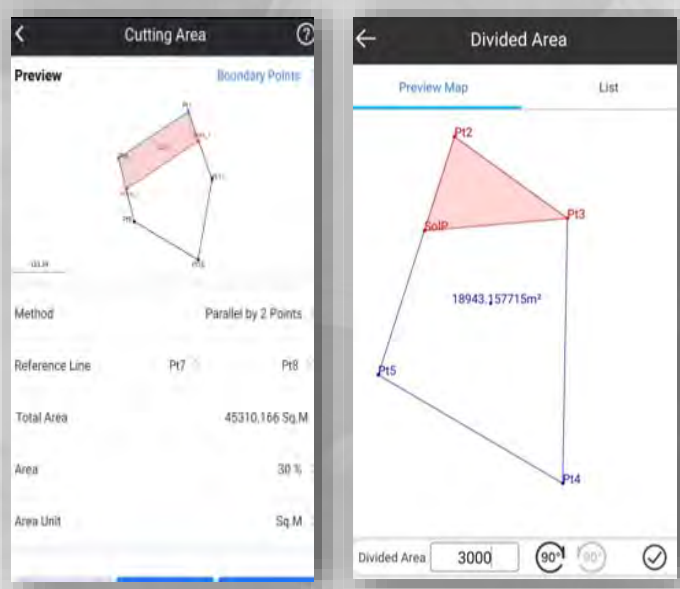 Cutting Area
?
Preview
Boundary Points
Method
Parallel by 2 Points
Reference Line
Pt7
Pt8
Total Area
45310.166 Sq.M
Area
30 %
Area Unit
Sq.M
Divided Area
Preview Map
List
Pt2
SolP
Pt3
18943.157715m²
Pt5
Pt4
Divided Area
3000
90°
90°